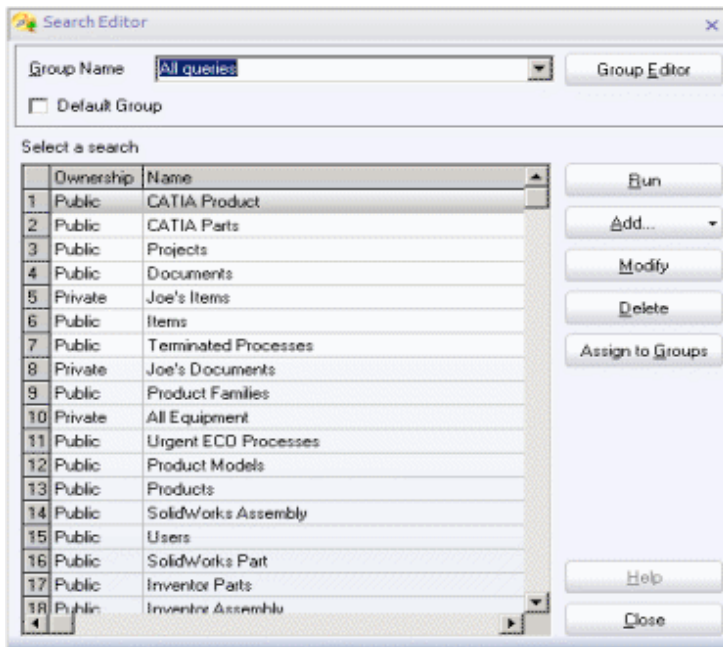 Search Editor
Group Name All queries Group Editor
Default Group
Select a search
Ownership Name
1 Public CATIA Product
2 Public CATIA Parts
3 Public Projects
4 Public Documents
5 Private Joe's Items
6 Public Items
7 Public Terminated Processes
8 Private Joe's Documents
9 Public Product Families
10 Private All Equipment
11 Public Urgent ECO Processes
12 Public Product Models
13 Public Products
14 Public SolidWorks Assembly
15 Public Users
16 Public SolidWorks Part
17 Public Inventor Parts
18 Public Inventor Assembly
Run
Add...
Modify
Delete
Assign to Groups
Help
Close